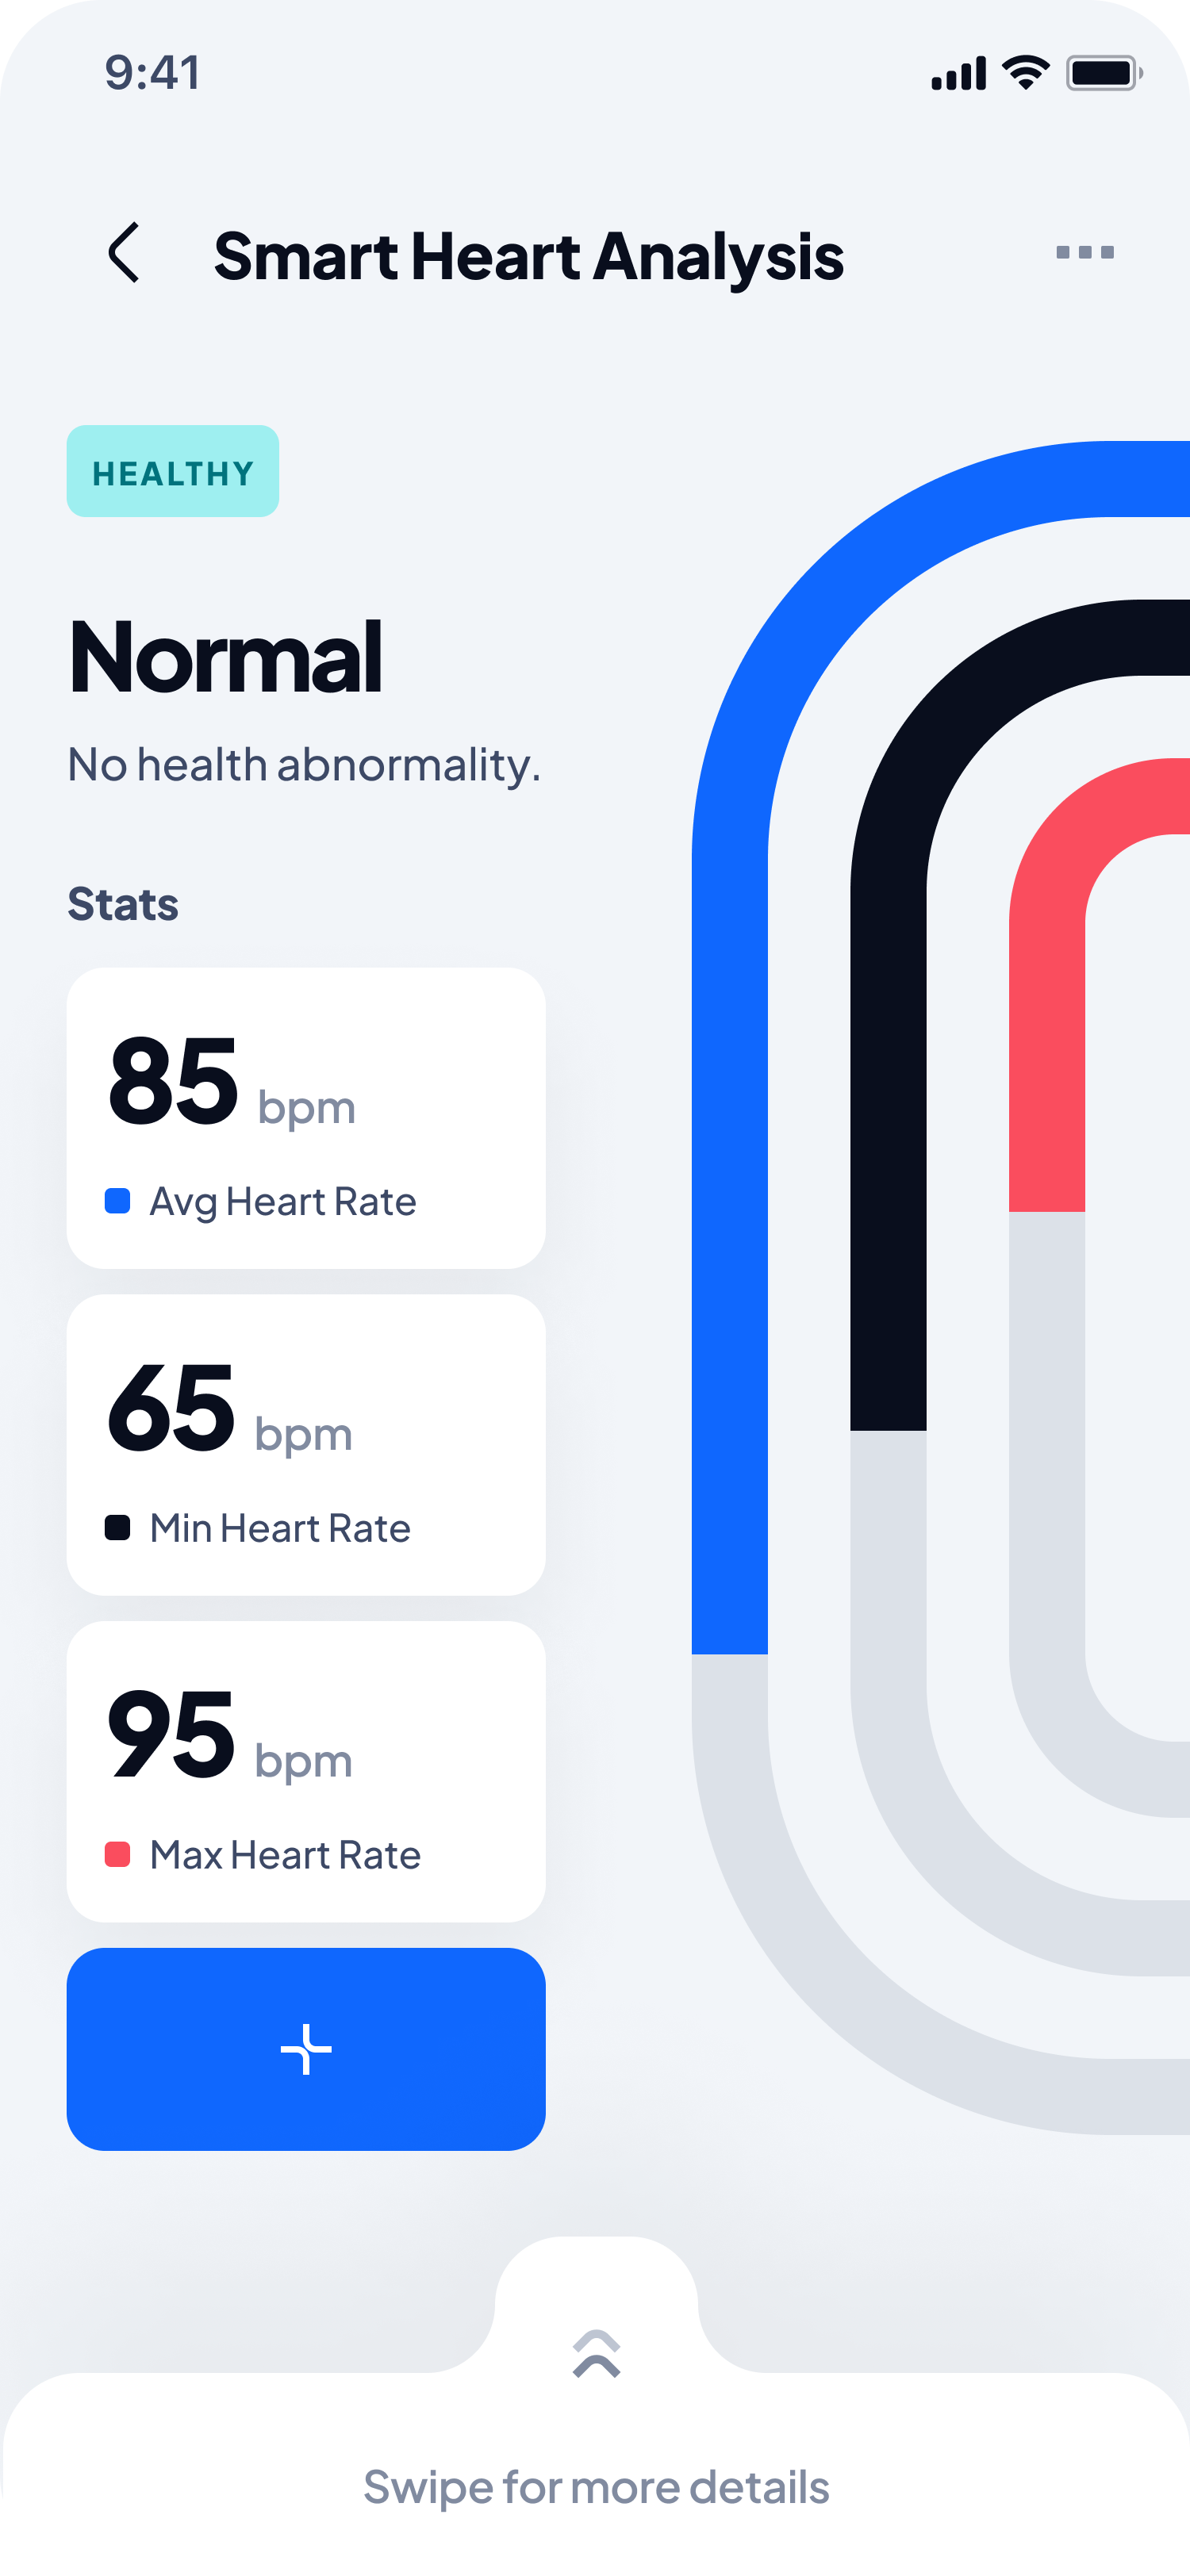 9:41
Smart Heart Analysis
HEALTHY
Normal
No health abnormality.
Stats
85 bpm
Avg Heart Rate
65 bpm
Min Heart Rate
95 bpm
Max Heart Rate
Swipe for more details